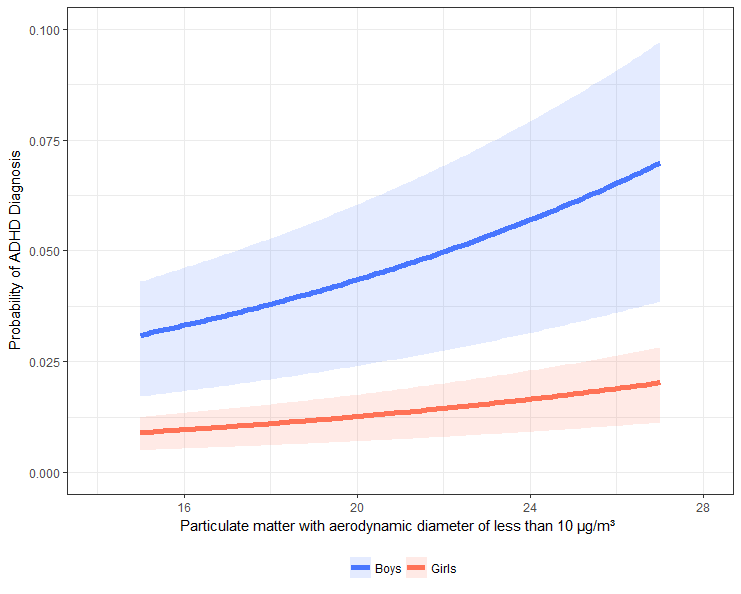 Probability of ADHD Diagnosis
0.100
0.075
0.050
0.025
0.000
16 20 24 28
Particulate matter with aerodynamic diameter of less than 10 µg/m³
Boys Girls